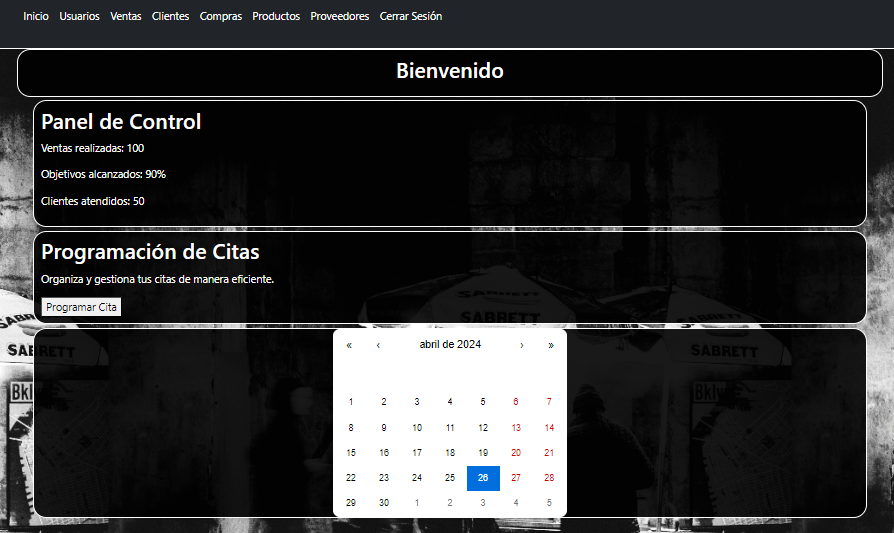 Inicio Usuarios Ventas Clientes Compras Productos Proveedores Cerrar Sesión
Bienvenido
Panel de Control
Ventas realizadas: 100
Objetivos alcanzados: 90%
Clientes atendidos: 50
Programación de Citas
Organiza y gestiona tus citas de manera eficiente.
Programar Cita
SABRETT
SABRETT
SABRETT
SABRETT
« ‹ abril de 2024 › »
1 2 3 4 5 6 7
8 9 10 11 12 13 14
15 16 17 18 19 20 21
22 23 24 25 26 27 28
29 30 1 2 3 4 5